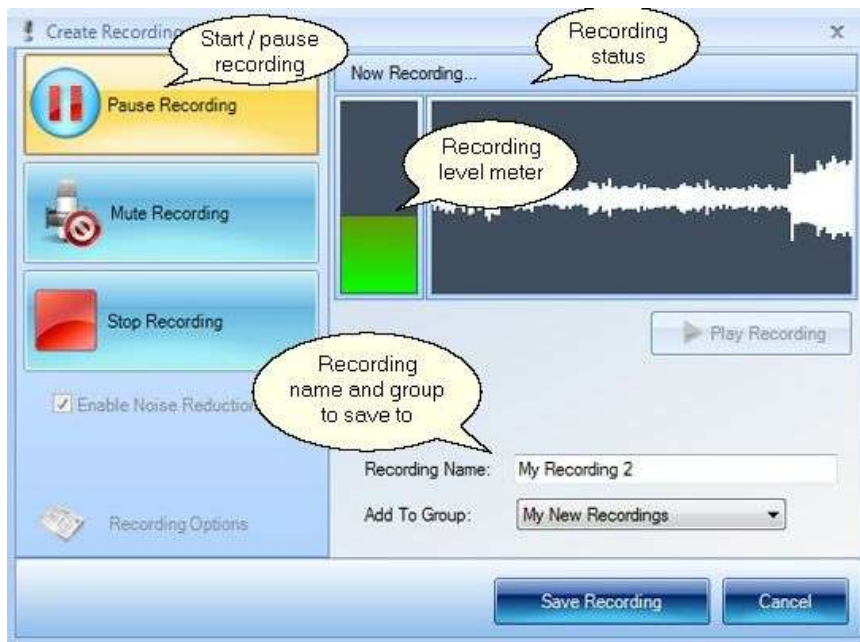 Create Recording
Start / pause
recording
Recording
status
Pause Recording
Now Recording...
Recording
level meter
Mute Recording
Stop Recording
Play Recording
Recording
name and group
to save to
Enable Noise Reduction
Recording Name: My Recording 2
Recording Options
Add To Group: My New Recordings
Save Recording
Cancel